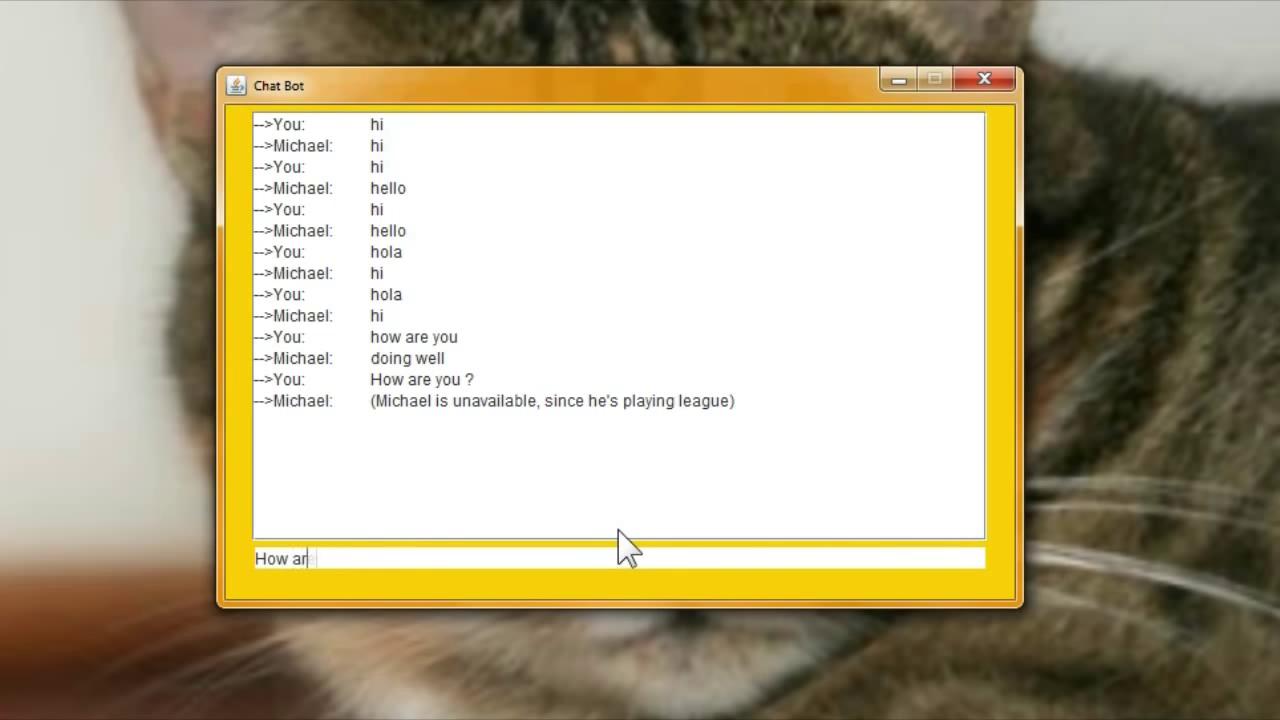 Chat Bot
-->You: hi
-->Michael: hi
-->You: hi
-->Michael: hello
-->You: hi
-->Michael: hello
-->You: hola
-->Michael: hi
-->You: hola
-->Michael: hi
-->You: how are you
-->Michael: doing well
-->You: How are you ?
-->Michael: (Michael is unavailable, since he's playing league)
How ar